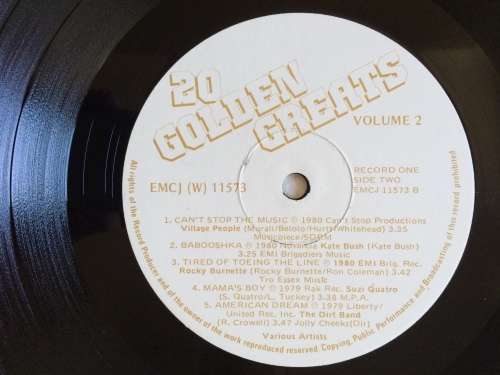 20
GOLDEN
GREATS
VOLUME 2
EMCJ (W) 11573
RECORD ONE
SIDE TWO
EMCJ 11573 B
1. CAN'T STOP THE MUSIC ℗ 1980 Can't Stop Productions
Village People (Morali/Belolo/Hurtt/Whitehead) 3.35
Musicpiece/SDRM
2. BABOOSHKA ℗ 1980 Novercia Kate Bush (Kate Bush)
3.25 EMI Brigadiers Music
3. TIRED OF TOEING THE LINE ℗ 1980 EMI Brig. Rec.
Rocky Burnette (Rocky Burnette/Ron Coleman) 3.42
Tro Essex Music
4. MAMA'S BOY ℗ 1979 Rak Rec. Suzi Quatro
(S. Quatro/L. Tuckey) 3.36 M.P.A.
5. AMERICAN DREAM ℗ 1979 Liberty/
United Rec. Inc. The Dirt Band
(R. Crowell) 3.47 Jolly Cheeks(Dir)
Various Artists
All rights of the Record Producer and of the owner of the work reproduced reserved. Copying, Public Performance and Broadcasting of this record prohibited